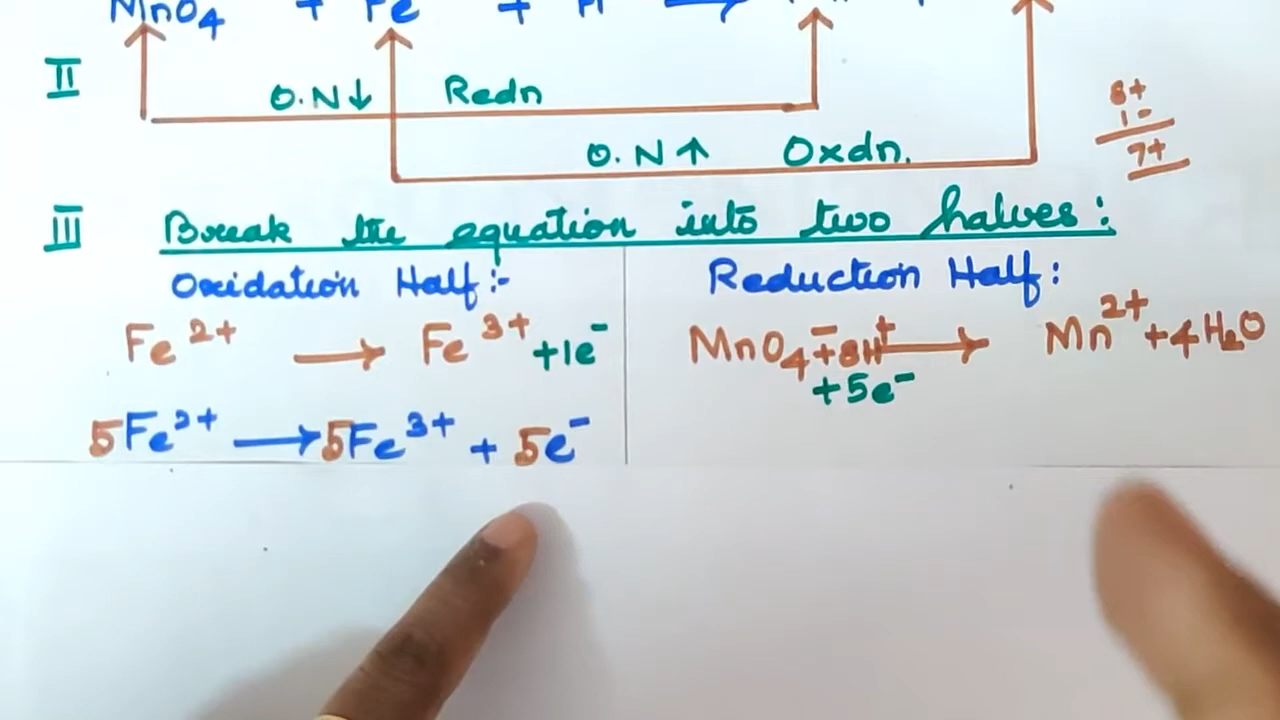 MnO4 + Fe + H →
II O.N↓ Redn
8+
1-
7+
O.N↑ Oxdn.
III Break the equation into two halves:
Oxidation Half:- Reduction Half:
Fe2+ → Fe3+ +1e- MnO4- +8H+ → Mn2+ +4H2O
+5e-
5Fe2+ → 5Fe3+ + 5e-